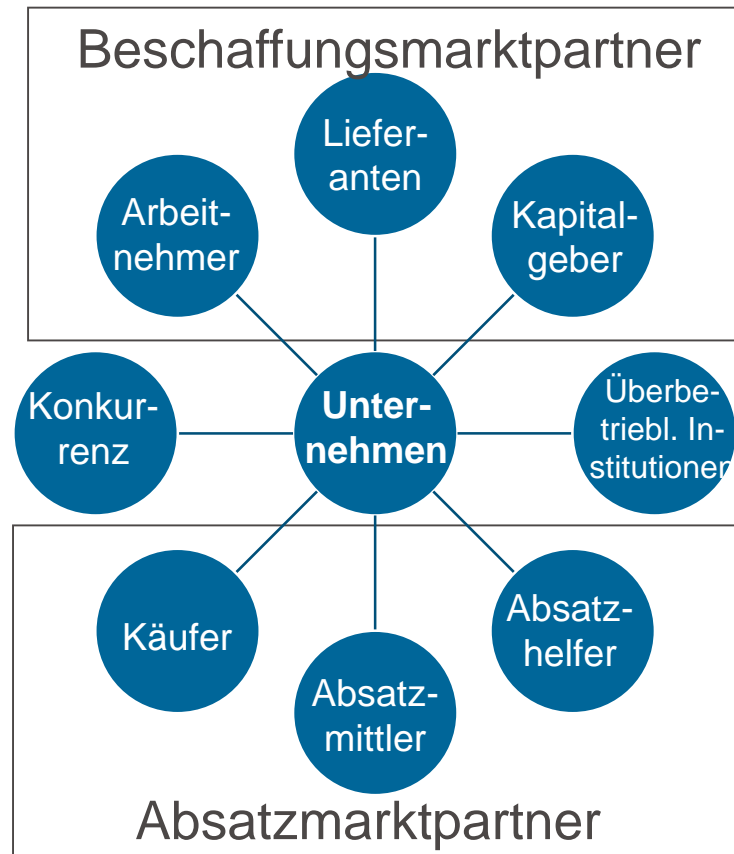 Beschaffungsmarktpartner
Liefer-
anten
Arbeit-
nehmer
Kapital-
geber
Konkur-
renz
Unter-
nehmen
Überbe-
triebl. In-
stitutionen
Käufer
Absatz-
mittler
Absatz-
helfer
Absatzmarktpartner